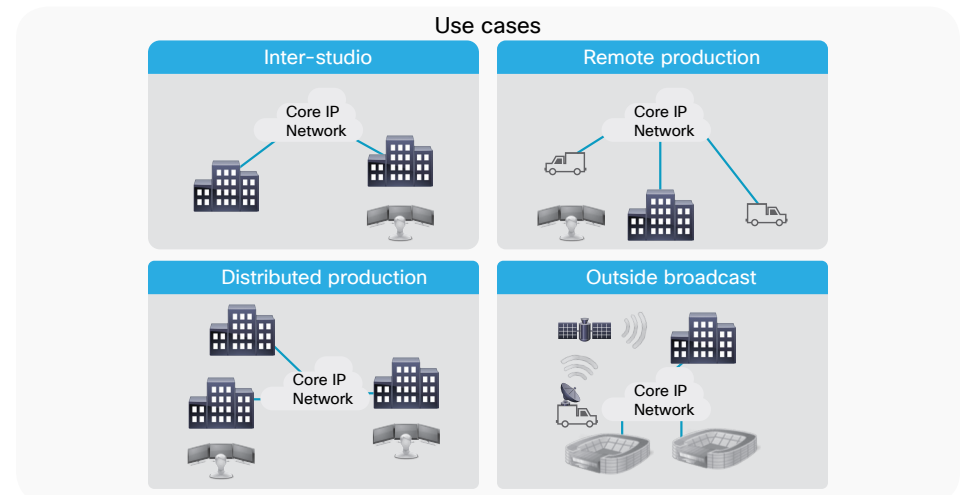 Use cases
Inter-studio
Core IP
Network
Remote production
Core IP
Network
Distributed production
Core IP
Network
Outside broadcast
Core IP
Network